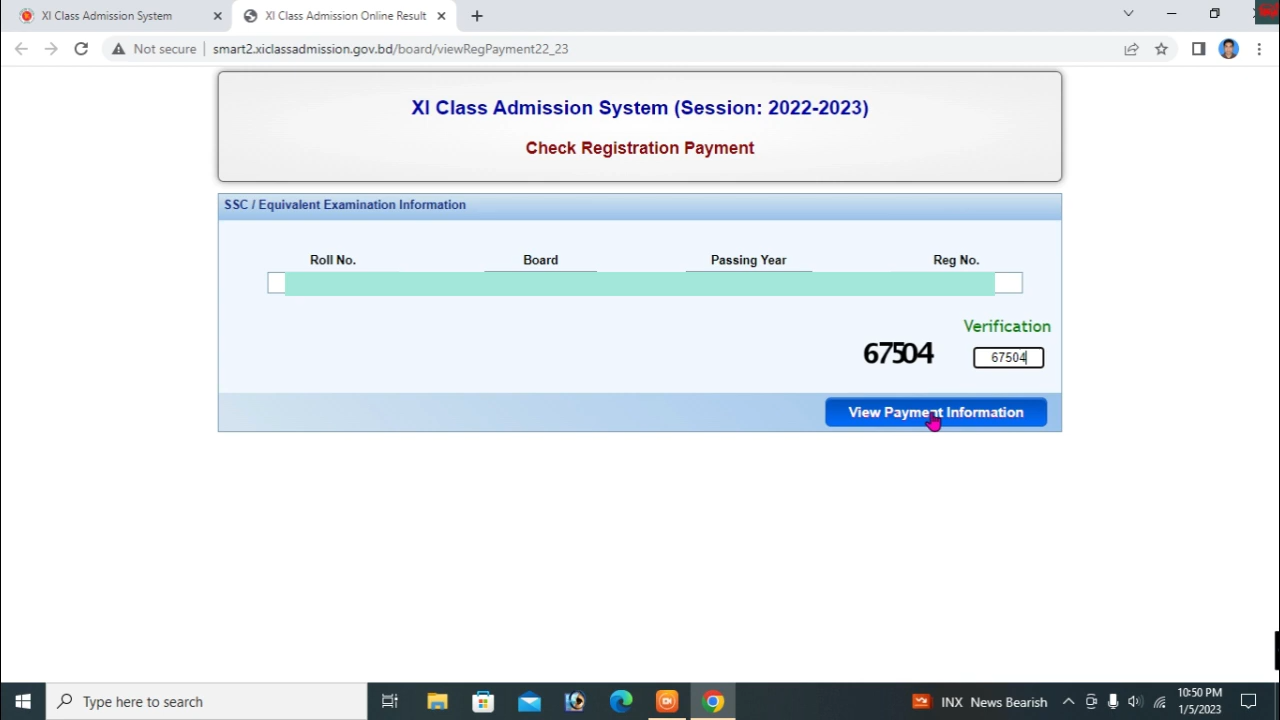 XI Class Admission System
XI Class Admission Online Result
Not secure
smart2.xiclassadmission.gov.bd/board/viewRegPayment22_23
XI Class Admission System (Session: 2022-2023)
Check Registration Payment
SSC / Equivalent Examination Information
Roll No. Board Passing Year Reg No.
Verification
67504 67504
View Payment Information
Type here to search
INX News Bearish
10:50 PM
1/5/2023